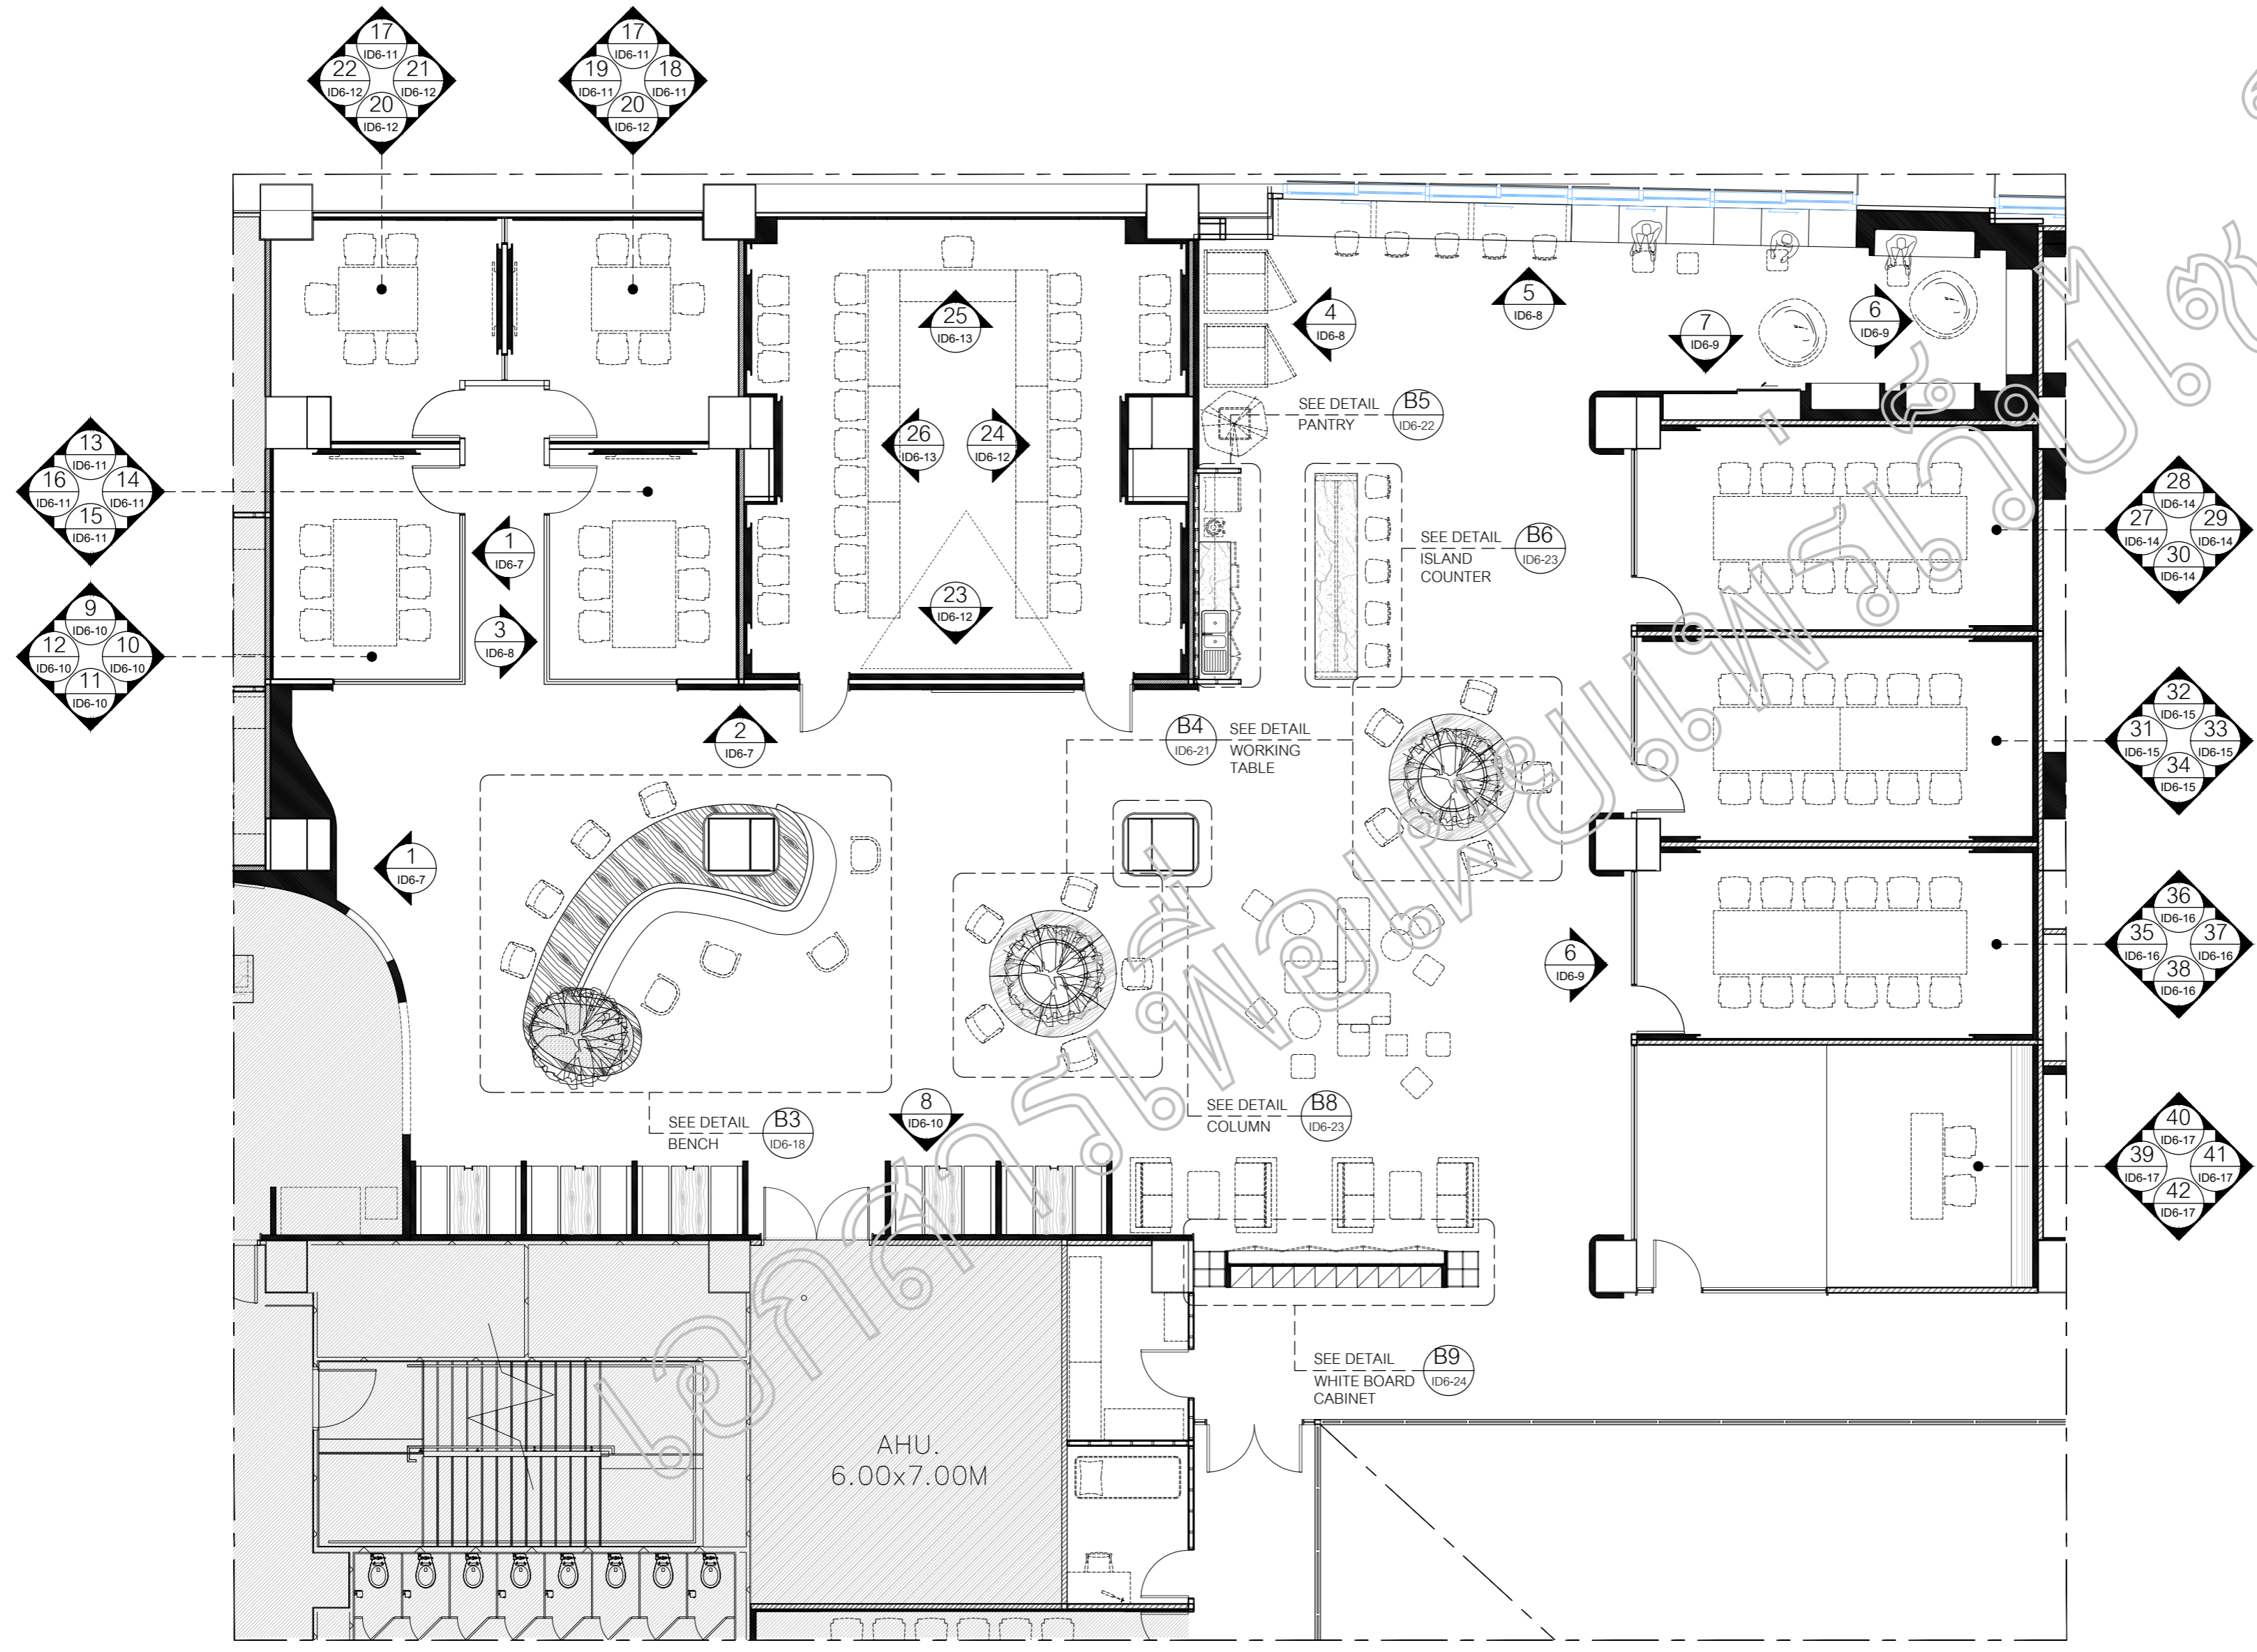 17
ID6-11
22
ID6-12
21
ID6-12
20
ID6-12
17
ID6-11
19
ID6-11
18
ID6-11
20
ID6-12
25
ID6-13
4
ID6-8
5
ID6-8
7
ID6-9
6
ID6-9
SEE DETAIL
PANTRY
B5
ID6-22
13
ID6-11
16
ID6-11
14
ID6-11
15
ID6-11
26
ID6-13
24
ID6-12
28
ID6-14
27
ID6-14
29
ID6-14
30
ID6-14
1
ID6-7
SEE DETAIL
ISLAND
COUNTER
B6
ID6-23
9
ID6-10
12
ID6-10
10
ID6-10
11
ID6-10
3
ID6-8
23
ID6-12
2
ID6-7
B4
ID6-21
SEE DETAIL
WORKING
TABLE
32
ID6-15
31
ID6-15
33
ID6-15
34
ID6-15
1
ID6-7
36
ID6-16
35
ID6-16
37
ID6-16
38
ID6-16
6
ID6-9
SEE DETAIL
BENCH
B3
ID6-18
8
ID6-10
SEE DETAIL
COLUMN
B8
ID6-23
40
ID6-17
39
ID6-17
41
ID6-17
42
ID6-17
SEE DETAIL
WHITE BOARD
CABINET
B9
ID6-24
AHU.
6.00x7.00M